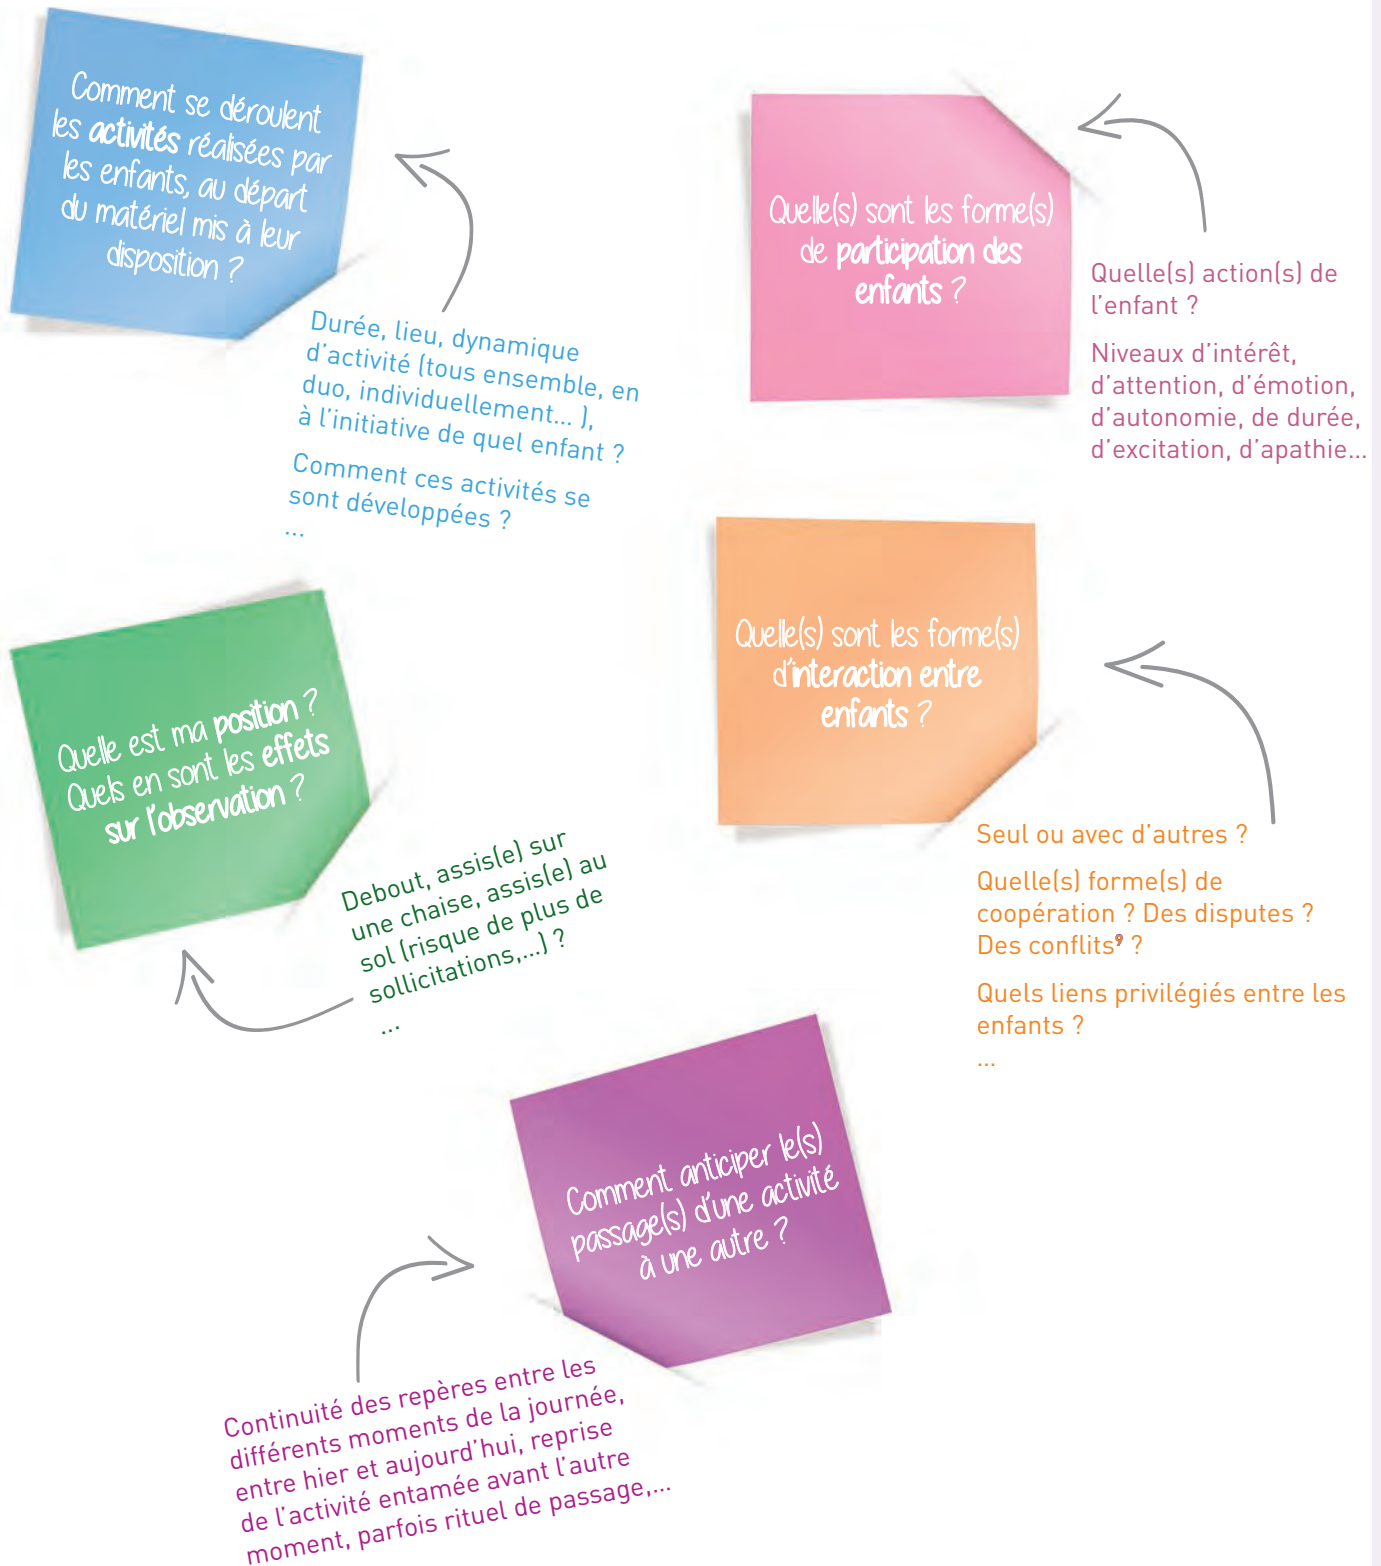 Comment se déroulent
les activités réalisées par
les enfants, au départ
du matériel mis à leur
disposition ?
Durée, lieu, dynamique
d’activité (tous ensemble, en
duo, individuellement... ),
à l’initiative de quel enfant ?
Comment ces activités se
sont développées ?
...
Quelle(s) sont les forme(s)
de participation des
enfants ?
Quelle(s) action(s) de
l’enfant ?
Niveaux d’intérêt,
d’attention, d’émotion,
d’autonomie, de durée,
d’excitation, d’apathie...
Quelle est ma position ?
Quels en sont les effets
sur l’observation ?
Debout, assis(e) sur
une chaise, assis(e) au
sol (risque de plus de
sollicitations,...) ?
...
Quelle(s) sont les forme(s)
d’interaction entre
enfants ?
Seul ou avec d’autres ?
Quelle(s) forme(s) de
coopération ? Des disputes ?
Des conflits⁹ ?
Quels liens privilégiés entre les
enfants ?
...
Comment anticiper le(s)
passage(s) d’une activité
à une autre ?
Continuité des repères entre les
différents moments de la journée,
entre hier et aujourd’hui, reprise
de l’activité entamée avant l’autre
moment, parfois rituel de passage,...